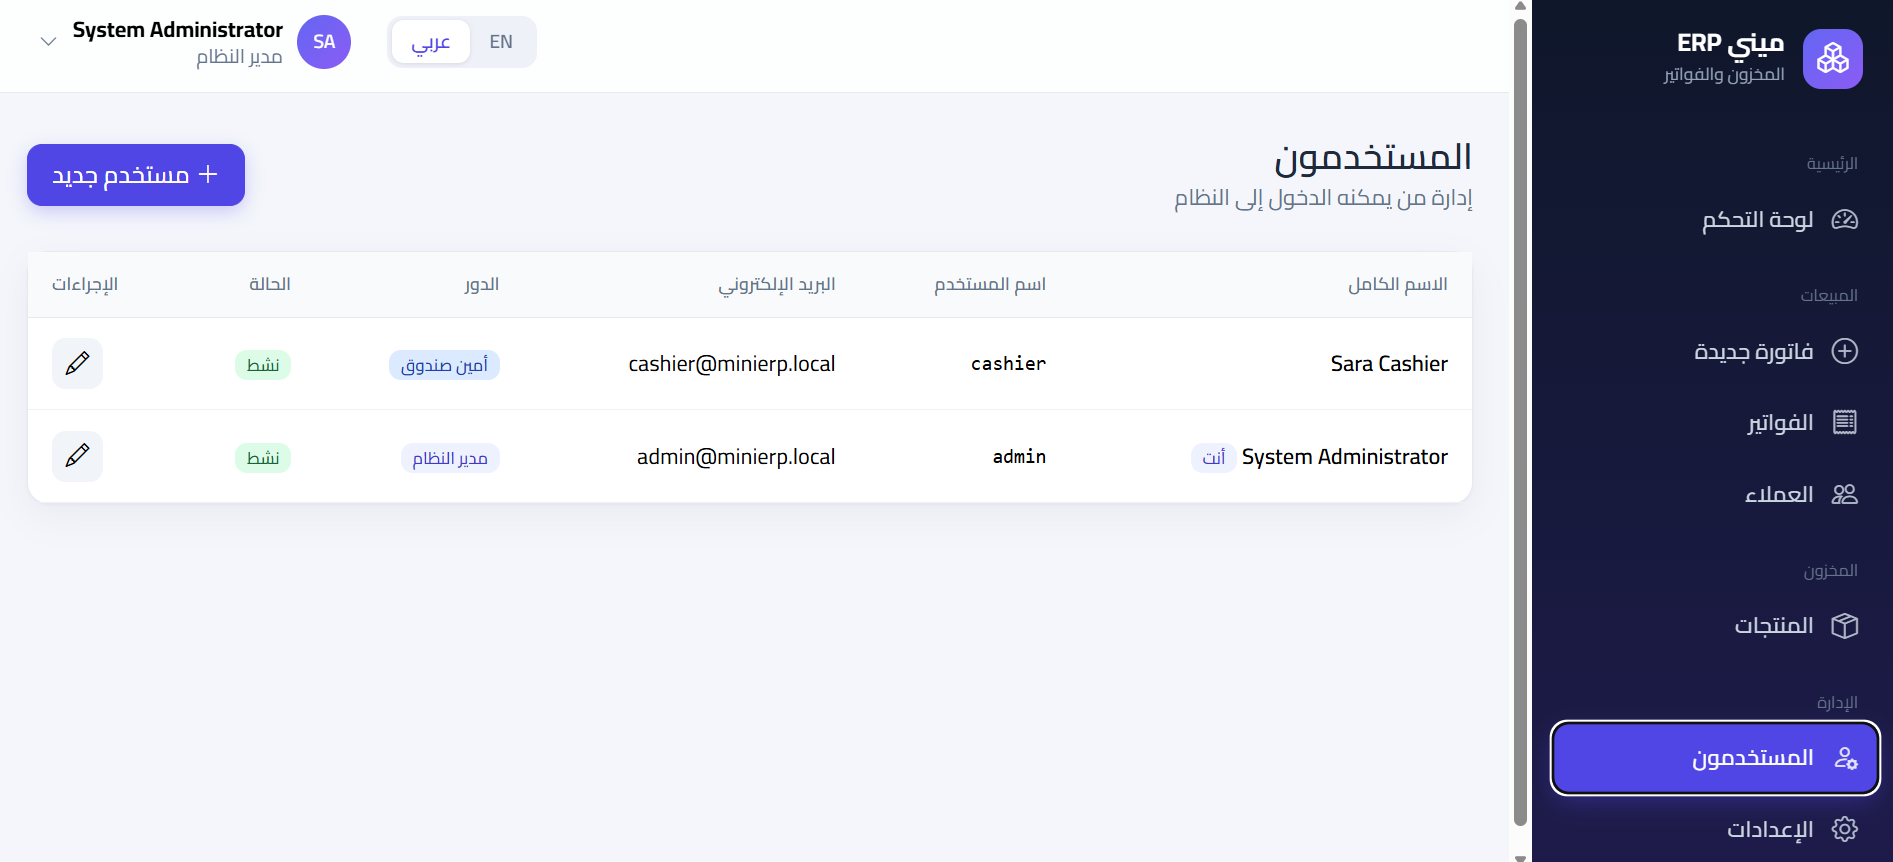 ميني ERP
المخزون والفواتير
الرئيسية
لوحة التحكم
المبيعات
فاتورة جديدة
الفواتير
العملاء
المخزون
المنتجات
الإدارة
المستخدمون
الإعدادات
EN
عربي
SA
System Administrator
مدير النظام
المستخدمون
إدارة من يمكنه الدخول إلى النظام
+ مستخدم جديد
الاسم الكامل اسم المستخدم البريد الإلكتروني الدور الحالة الإجراءات
Sara Cashier cashier cashier@minierp.local أمين صندوق نشط
System Administrator أنت admin admin@minierp.local مدير النظام نشط